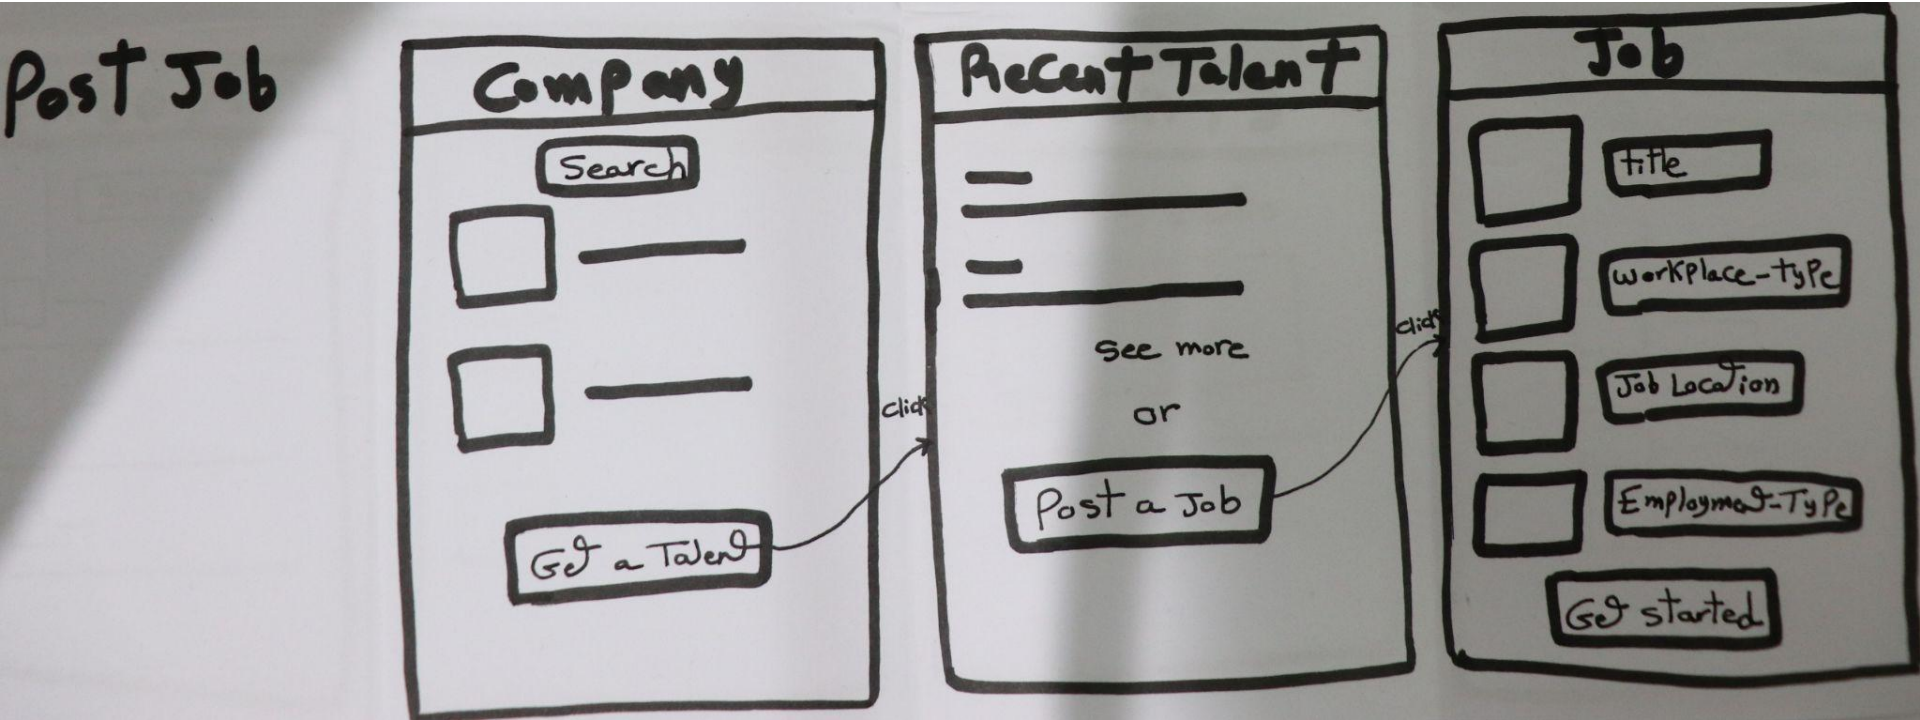 Post Job
Company
Search
Get a Talent
click
Recent Talent
see more
or
Post a Job
click
Job
title
workplace-type
Job Location
Employment-Type
Get started